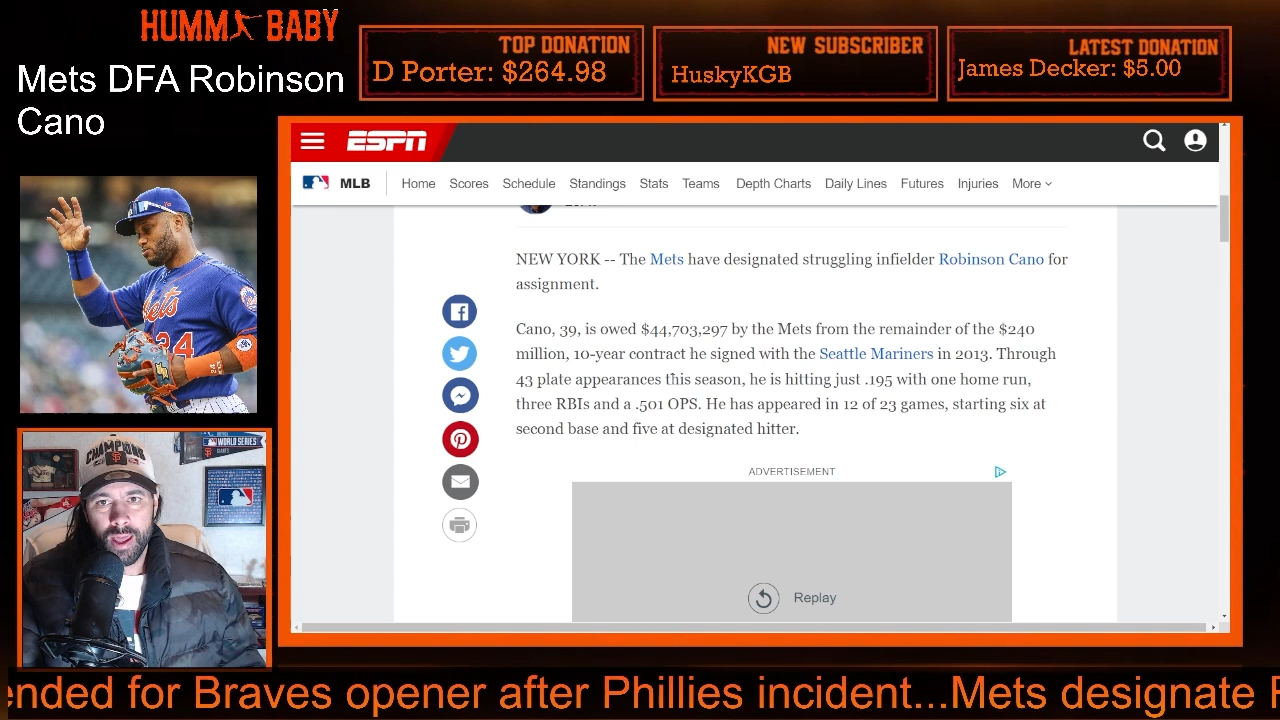 HUMM BABY
Mets DFA Robinson
Cano
TOP DONATION
D Porter: $264.98
NEW SUBSCRIBER
HuskyKGB
LATEST DONATION
James Decker: $5.00
ESPN
MLB
Home Scores Schedule Standings Stats Teams Depth Charts Daily Lines Futures Injuries More
NEW YORK -- The Mets have designated struggling infielder Robinson Cano for
assignment.
Cano, 39, is owed $44,703,297 by the Mets from the remainder of the $240
million, 10-year contract he signed with the Seattle Mariners in 2013. Through
43 plate appearances this season, he is hitting just .195 with one home run,
three RBIs and a .501 OPS. He has appeared in 12 of 23 games, starting six at
second base and five at designated hitter.
ADVERTISEMENT
Replay
Mets
24
CHAMPIONS
WORLD SERIES
ended for Braves opener after Phillies incident...Mets designate